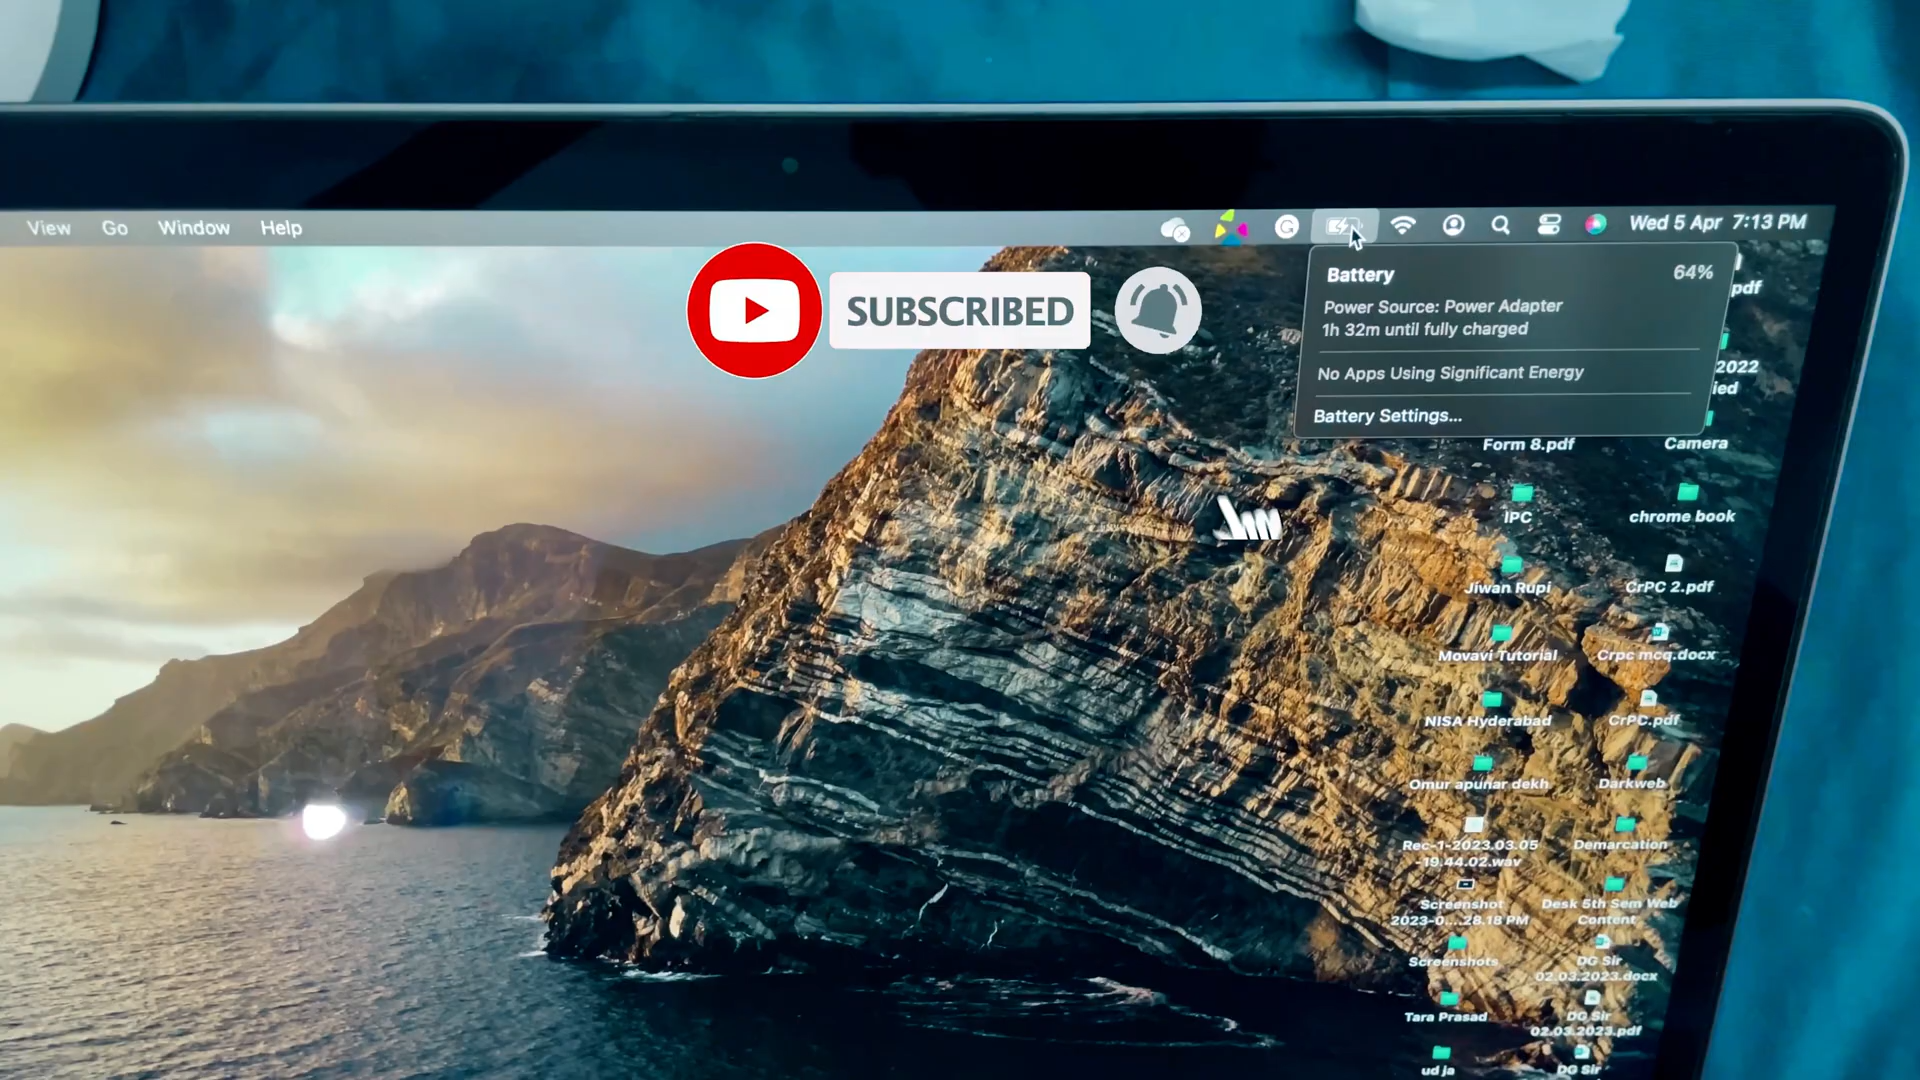 View Go Window Help
Wed 5 Apr 7:13 PM
SUBSCRIBED
Battery 64%
Power Source: Power Adapter
1h 32m until fully charged
No Apps Using Significant Energy
Battery Settings...
pdf
2022
ied
Form 8.pdf
Camera
IPC
chrome book
Jiwan Rupi
CrPC 2.pdf
Movavi Tutorial
Crpc mcq.docx
NISA Hyderabad
CrPC.pdf
Omur apunar dekh
Darkweb
Rec-1-2023.03.05
-19.44.02.wav
Demarcation
Screenshot
2023-0....28.18 PM
Desk 5th Sem Web
Content
Screenshots
DG Sir
02.03.2023.docx
Tara Prasad
DG Sir
02.03.2023.pdf
ud ja
DG Sir